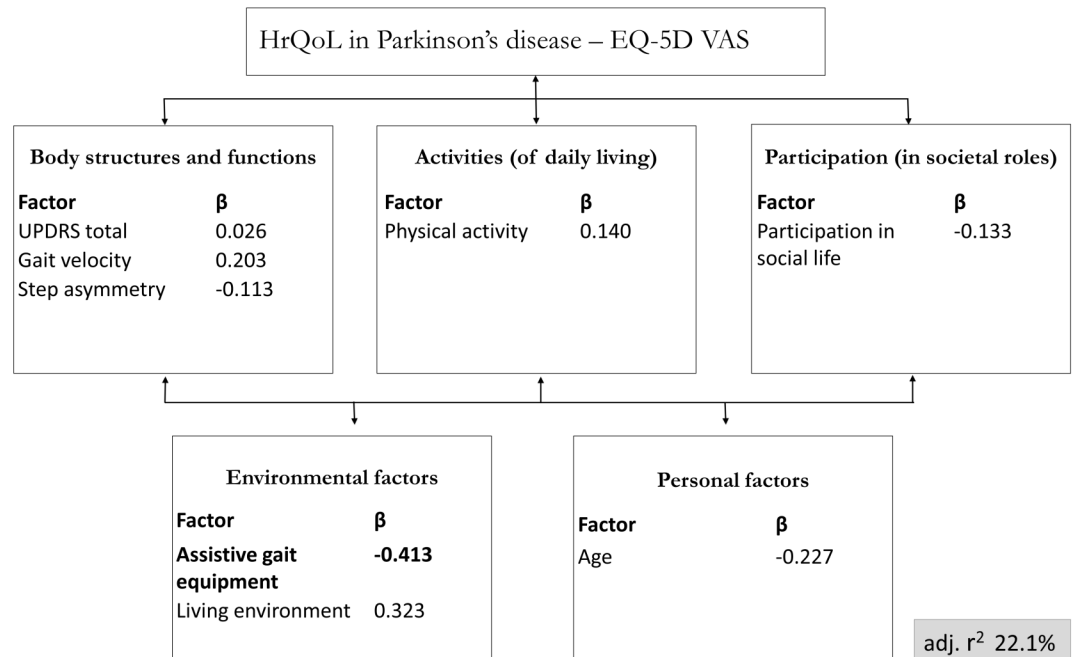 HrQoL in Parkinson's disease – EQ-5D VAS
Body structures and functions
Factor β
UPDRS total 0.026
Gait velocity 0.203
Step asymmetry -0.113
Activities (of daily living)
Factor β
Physical activity 0.140
Participation (in societal roles)
Factor β
Participation in -0.133
social life
Environmental factors
Factor β
Assistive gait -0.413
equipment
Living environment 0.323
Personal factors
Factor β
Age -0.227
adj. r² 22.1%